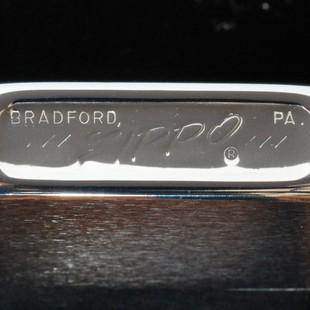 BRADFORD, PA.
/// ZIPPO ® ///